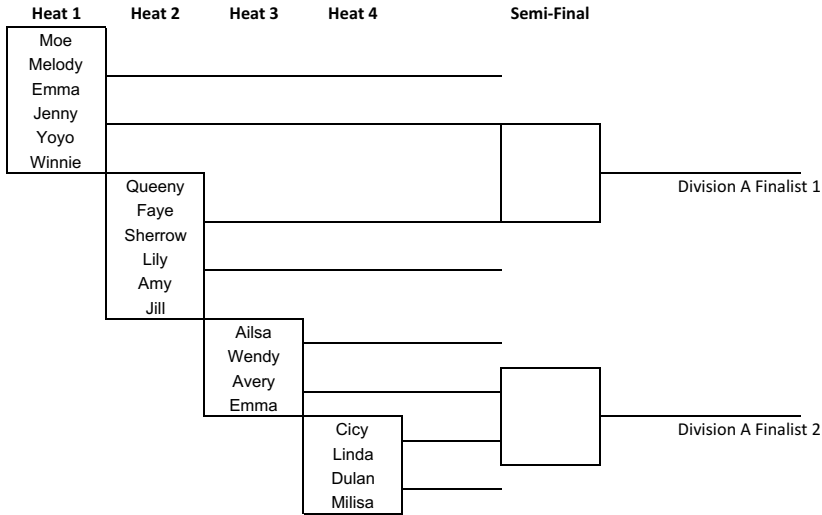 Heat 1 Heat 2 Heat 3 Heat 4 Semi-Final
Moe
Melody
Emma
Jenny
Yoyo
Winnie
Queeny
Division A Finalist 1
Faye
Sherrow
Lily
Amy
Jill
Ailsa
Wendy
Avery
Emma
Cicy
Division A Finalist 2
Linda
Dulan
Milisa